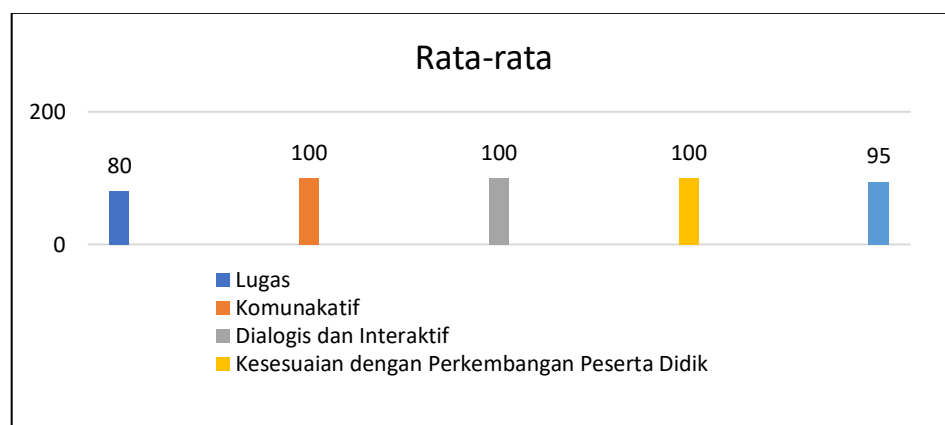 Rata-rata
200
80
100
100
100
95
0
Lugas
Komunakatif
Dialogis dan Interaktif
Kesesuaian dengan Perkembangan Peserta Didik